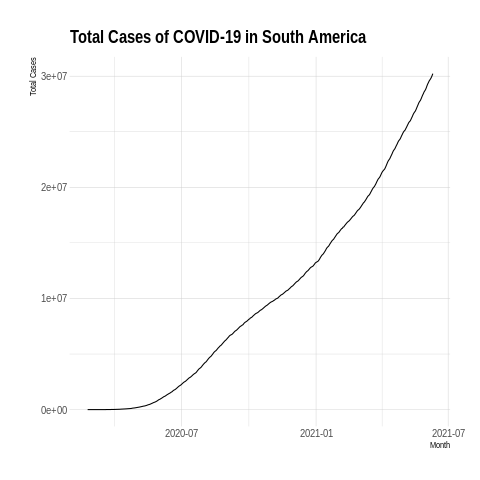 Total Cases of COVID-19 in South America
Total Cases
3e+07
2e+07
1e+07
0e+00
2020-07
2021-01
2021-07
Month